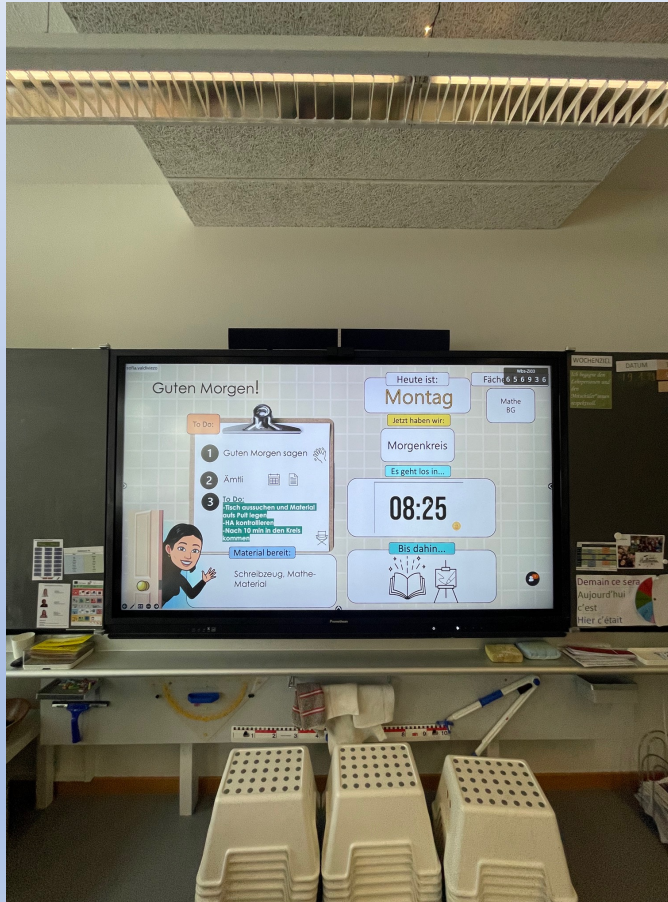 Guten Morgen!
To Do:
1 Guten Morgen sagen
2 Ämtli
3 To Do:
-Tisch aussuchen und Material
aufs Pult legen
-HA kontrollieren
-Nach 10 min in den Kreis
kommen
Material bereit:
Schreibzeug, Mathe-
Material
Heute ist:
Montag
Jetzt haben wir:
Morgenkreis
Es geht los in...
08:25
Bis dahin...
Fäche
656936
Mathe
BG
WOCHENZIEL
DATUM
Demain ce sera
Aujourd'hui
c'est
Hier c'était